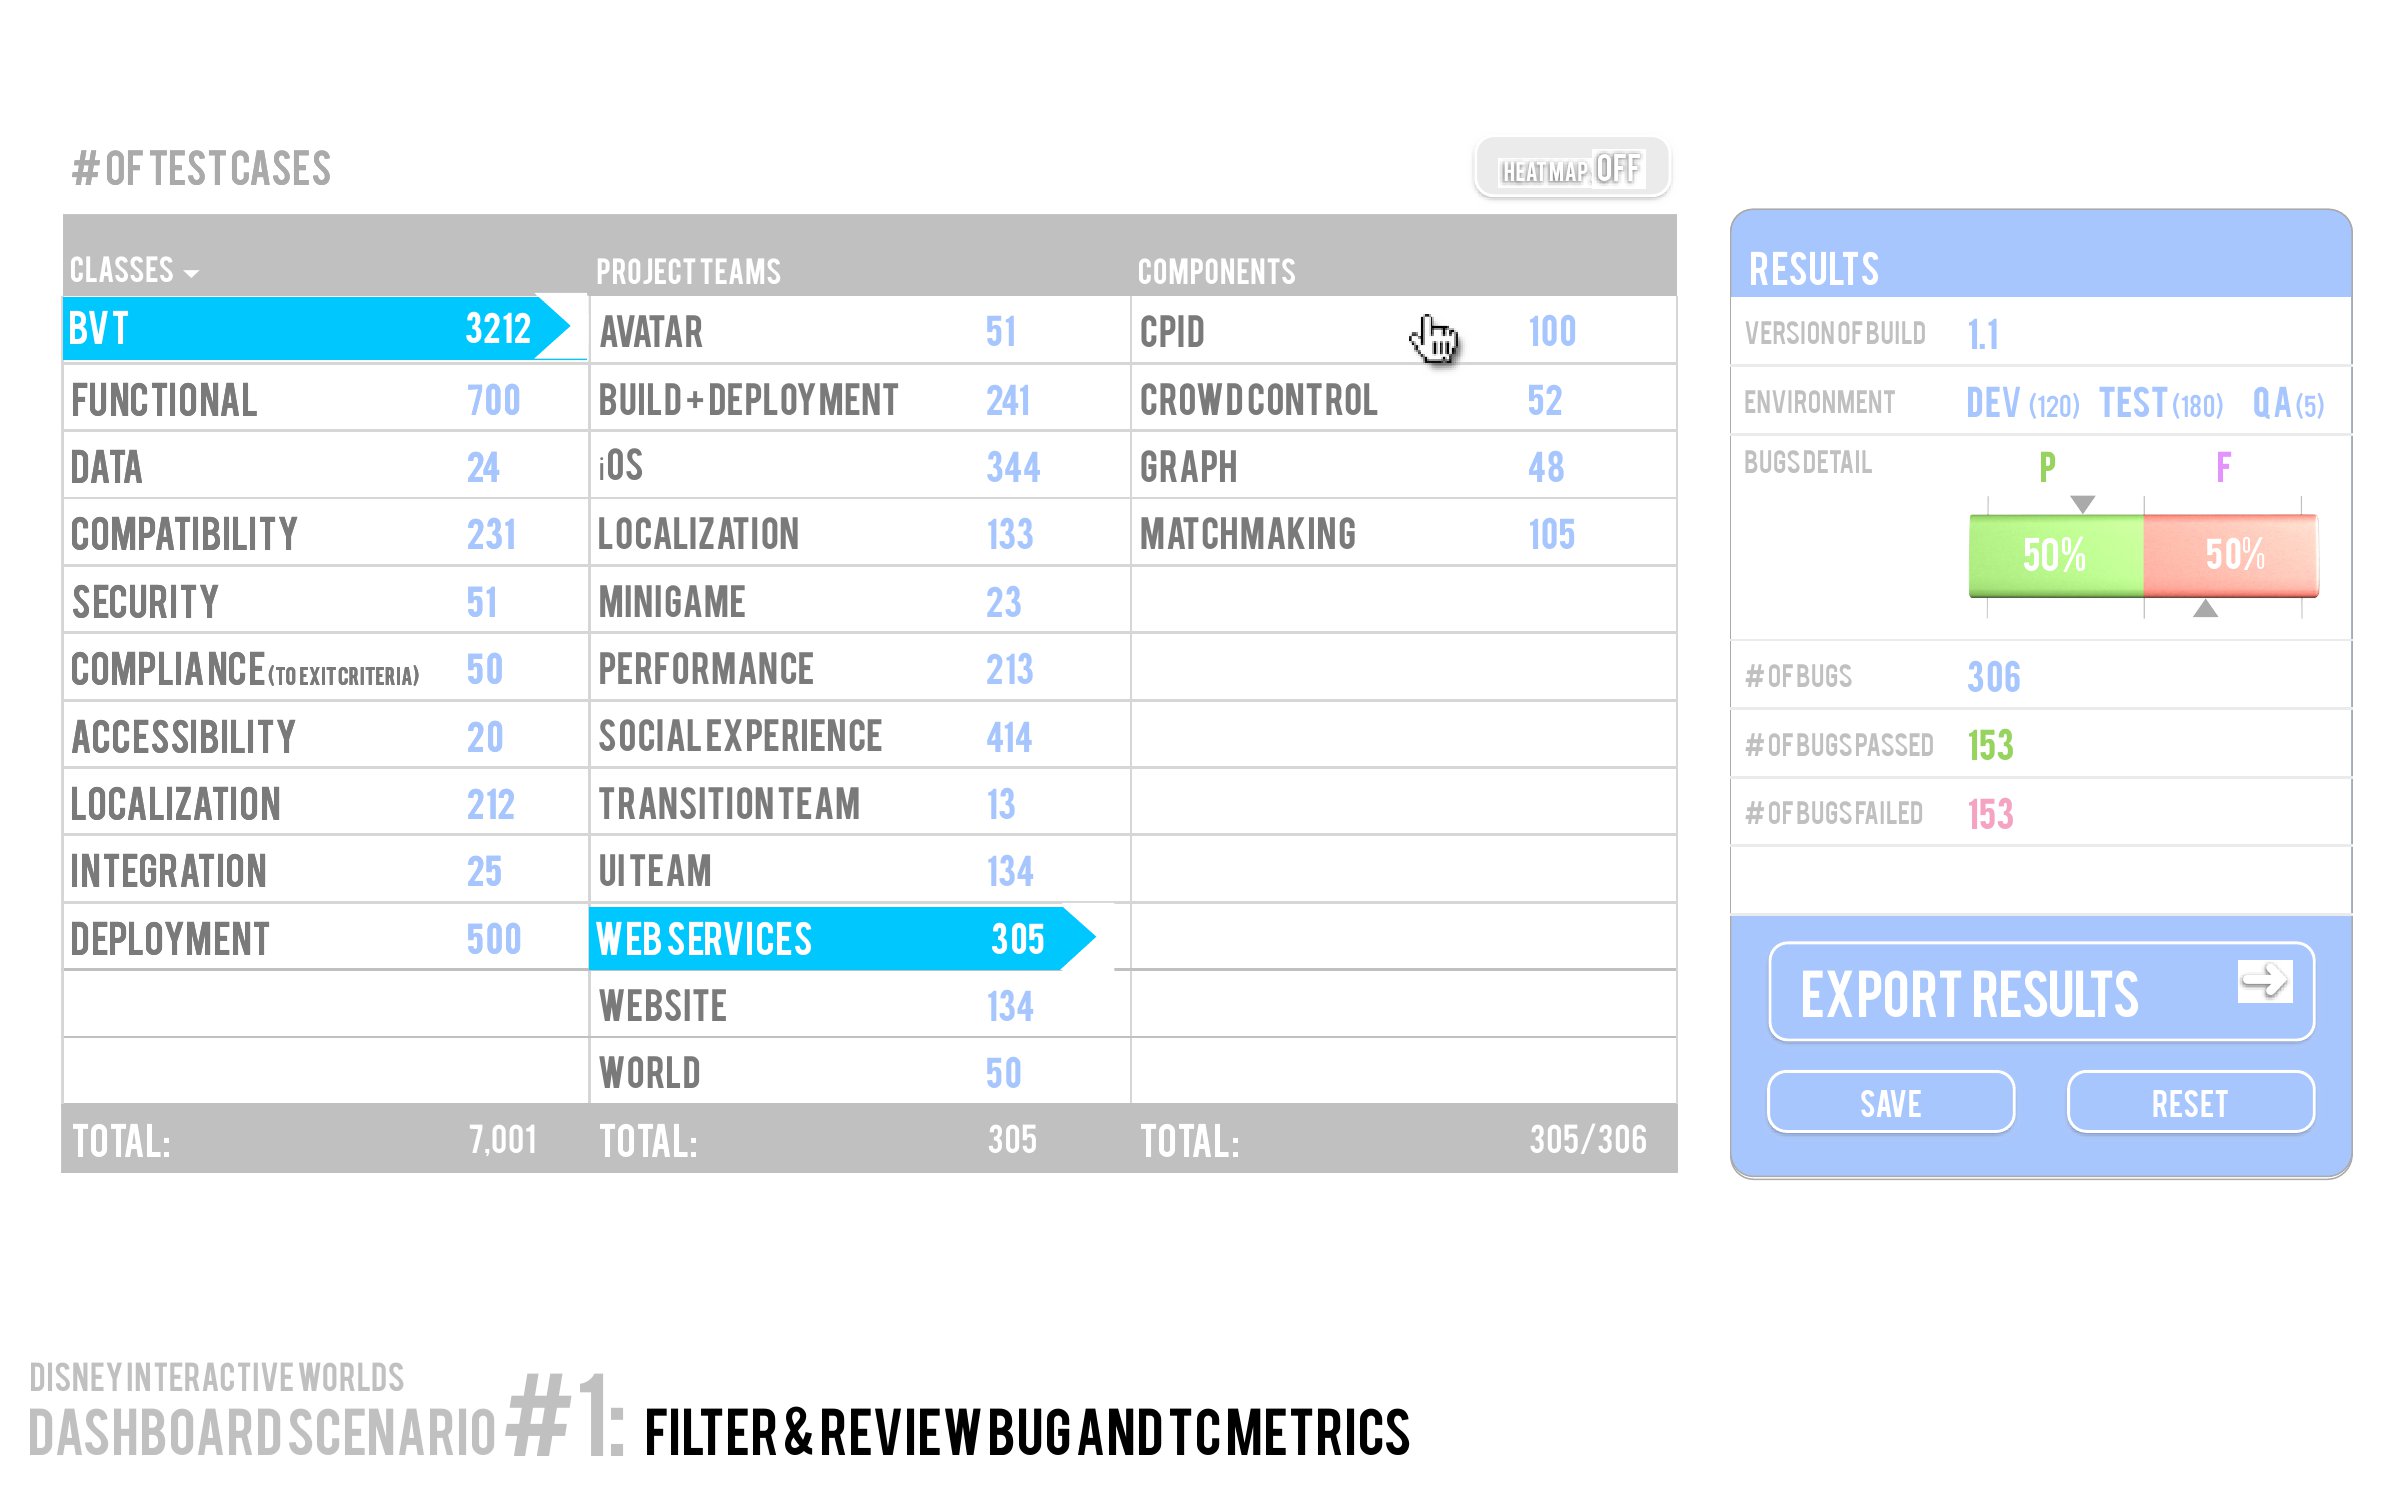 # OF TEST CASES
HEATMAP: OFF
CLASSES PROJECT TEAMS COMPONENTS
BVT 3212 AVATAR 51 CPID 100
FUNCTIONAL 700 BUILD + DEPLOYMENT 241 CROWD CONTROL 52
DATA 24 iOS 344 GRAPH 48
COMPATIBILITY 231 LOCALIZATION 133 MATCHMAKING 105
SECURITY 51 MINIGAME 23
COMPLIANCE (TO EXIT CRITERIA) 50 PERFORMANCE 213
ACCESSIBILITY 20 SOCIAL EXPERIENCE 414
LOCALIZATION 212 TRANSITION TEAM 13
INTEGRATION 25 UI TEAM 134
DEPLOYMENT 500 WEB SERVICES 305
WEBSITE 134
WORLD 50
TOTAL: 7,001 TOTAL: 305 TOTAL: 305/306
RESULTS
VERSION OF BUILD 1.1
ENVIRONMENT DEV (120) TEST (180) QA (5)
BUGS DETAIL P F
50% 50%
# OF BUGS 306
# OF BUGS PASSED 153
# OF BUGS FAILED 153
EXPORT RESULTS
SAVE RESET
DISNEY INTERACTIVE WORLDS
DASHBOARD SCENARIO #1: FILTER & REVIEW BUG AND TC METRICS